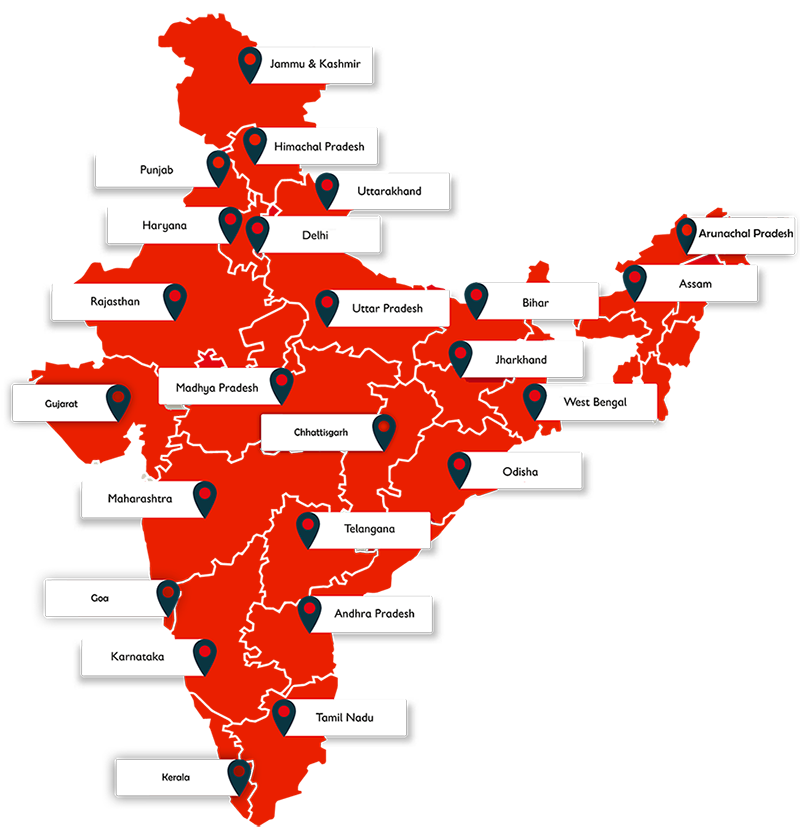 Jammu & Kashmir
Himachal Pradesh
Punjab
Uttarakhand
Haryana
Delhi
Arunachal Pradesh
Assam
Rajasthan
Uttar Pradesh
Bihar
Jharkhand
Madhya Pradesh
Gujarat
West Bengal
Chhattisgarh
Odisha
Maharashtra
Telangana
Goa
Andhra Pradesh
Karnataka
Tamil Nadu
Kerala